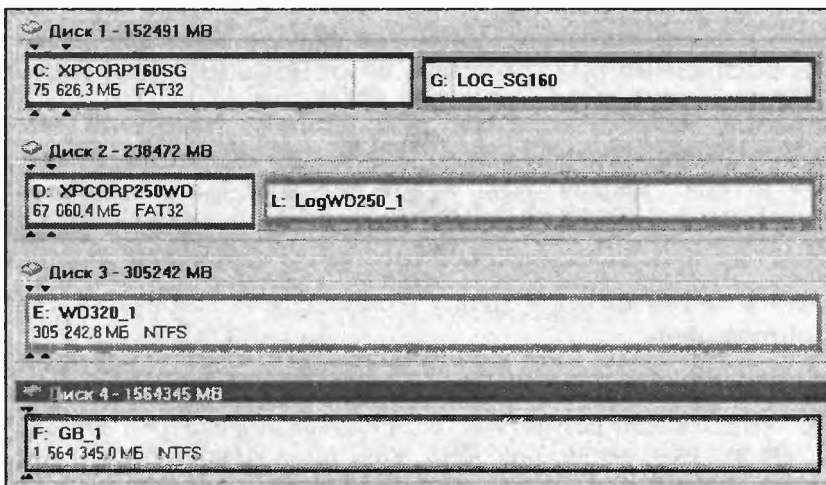 Диск 1 - 152491 MB
C: XPCORP160SG
75 626,3 МБ FAT32
G: LOG_SG160
Диск 2 - 238472 MB
D: XPCORP250WD
67 060,4 МБ FAT32
L: LogWD250_1
Диск 3 - 305242 MB
E: WD320_1
305 242,8 МБ NTFS
Диск 4 - 1564345 MB
F: GB_1
1 564 345,0 МБ NTFS